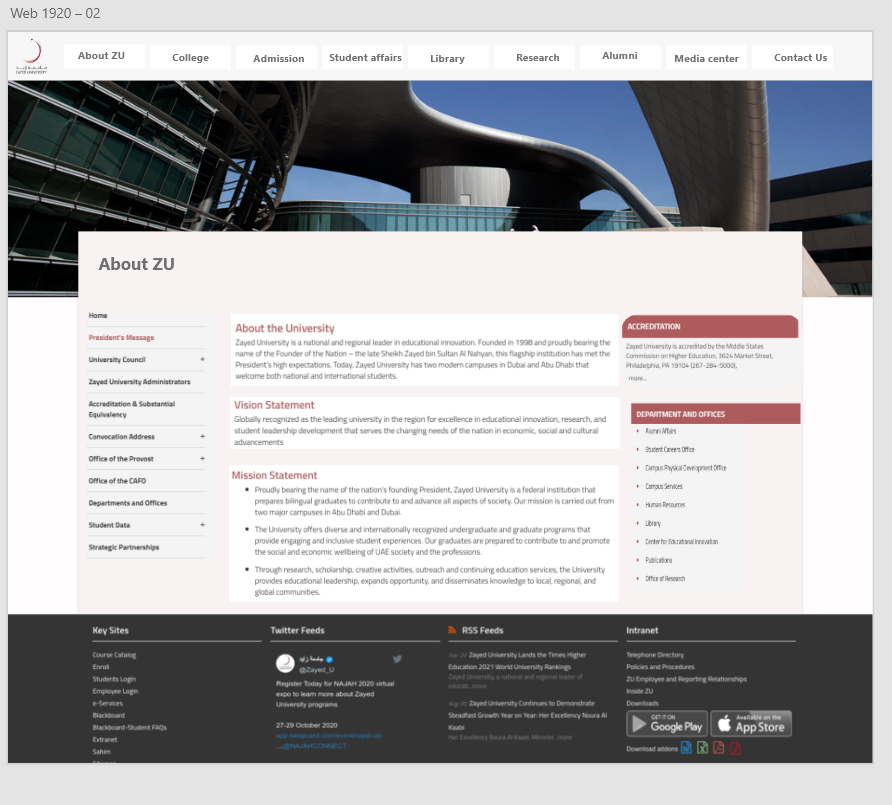 Web 1920 – 02
ZAYED UNIVERSITY
About ZU
College
Admission
Student affairs
Library
Research
Alumni
Media center
Contact Us
About ZU
Home
President's Message
University Council +
Zayed University Administrators
Accreditation & Substantial
Equivalency
Convocation Address +
Office of the Provost +
Office of the CAFO
Departments and Offices
Student Data +
Strategic Partnerships
About the University
Zayed University is a national and regional leader in educational innovation. Founded in 1998 and proudly bearing the
name of the Founder of the Nation – the late Sheikh Zayed bin Sultan Al Nahyan, this flagship institution has met the
President's high expectations. Today, Zayed University has two modern campuses in Dubai and Abu Dhabi that
welcome both national and international students.
Vision Statement
Globally recognized as the leading university in the region for excellence in educational innovation, research, and
student leadership development that serves the changing needs of the nation in economic, social and cultural
advancements
Mission Statement
• Proudly bearing the name of the nation's founding President, Zayed University is a federal institution that
prepares bilingual graduates to contribute to and advance all aspects of society. Our mission is carried out from
two major campuses in Abu Dhabi and Dubai.
• The University offers diverse and internationally recognized undergraduate and graduate programs that
provide engaging and inclusive student experiences. Our graduates are prepared to contribute to and promote
the social and economic wellbeing of UAE society and the professions.
• Through research, scholarship, creative activities, outreach and continuing education services, the University
provides educational leadership, expands opportunity, and disseminates knowledge to local, regional, and
global communities.
ACCREDITATION
Zayed University is accredited by the Middle States
Commission on Higher Education, 3624 Market Street,
Philadelphia, PA 19104 (267-284-5000),
more...
DEPARTMENT AND OFFICES
Alumni Affairs
Student Careers Office
Campus Physical Development Office
Campus Services
Human Resources
Library
Center for Educational Innovation
Publications
Office of Research
Key Sites
Course Catalog
Enroll
Students Login
Employee Login
e-Services
Blackboard
Blackboard-Student FAQs
Extranet
Sahim
Twitter Feeds
جامعة زايد
@Zayed_U
Register Today for NAJAH 2020 virtual
expo to learn more about Zayed
University programs
27-29 October 2020
...@NAJAHCONNECT
RSS Feeds
Zayed University Lands the Times Higher
Education 2021 World University Rankings
Zayed University, a national and regional leader of
educati...more
Zayed University Continues to Demonstrate
Steadfast Growth Year on Year: Her Excellency Noura Al
Kaabi
Her Excellency Noura Al Kaabi, Minister...more
Intranet
Telephone Directory
Policies and Procedures
ZU Employee and Reporting Relationships
Inside ZU
Downloads
GET IT ON
Google Play
Available on the
App Store
Download addons